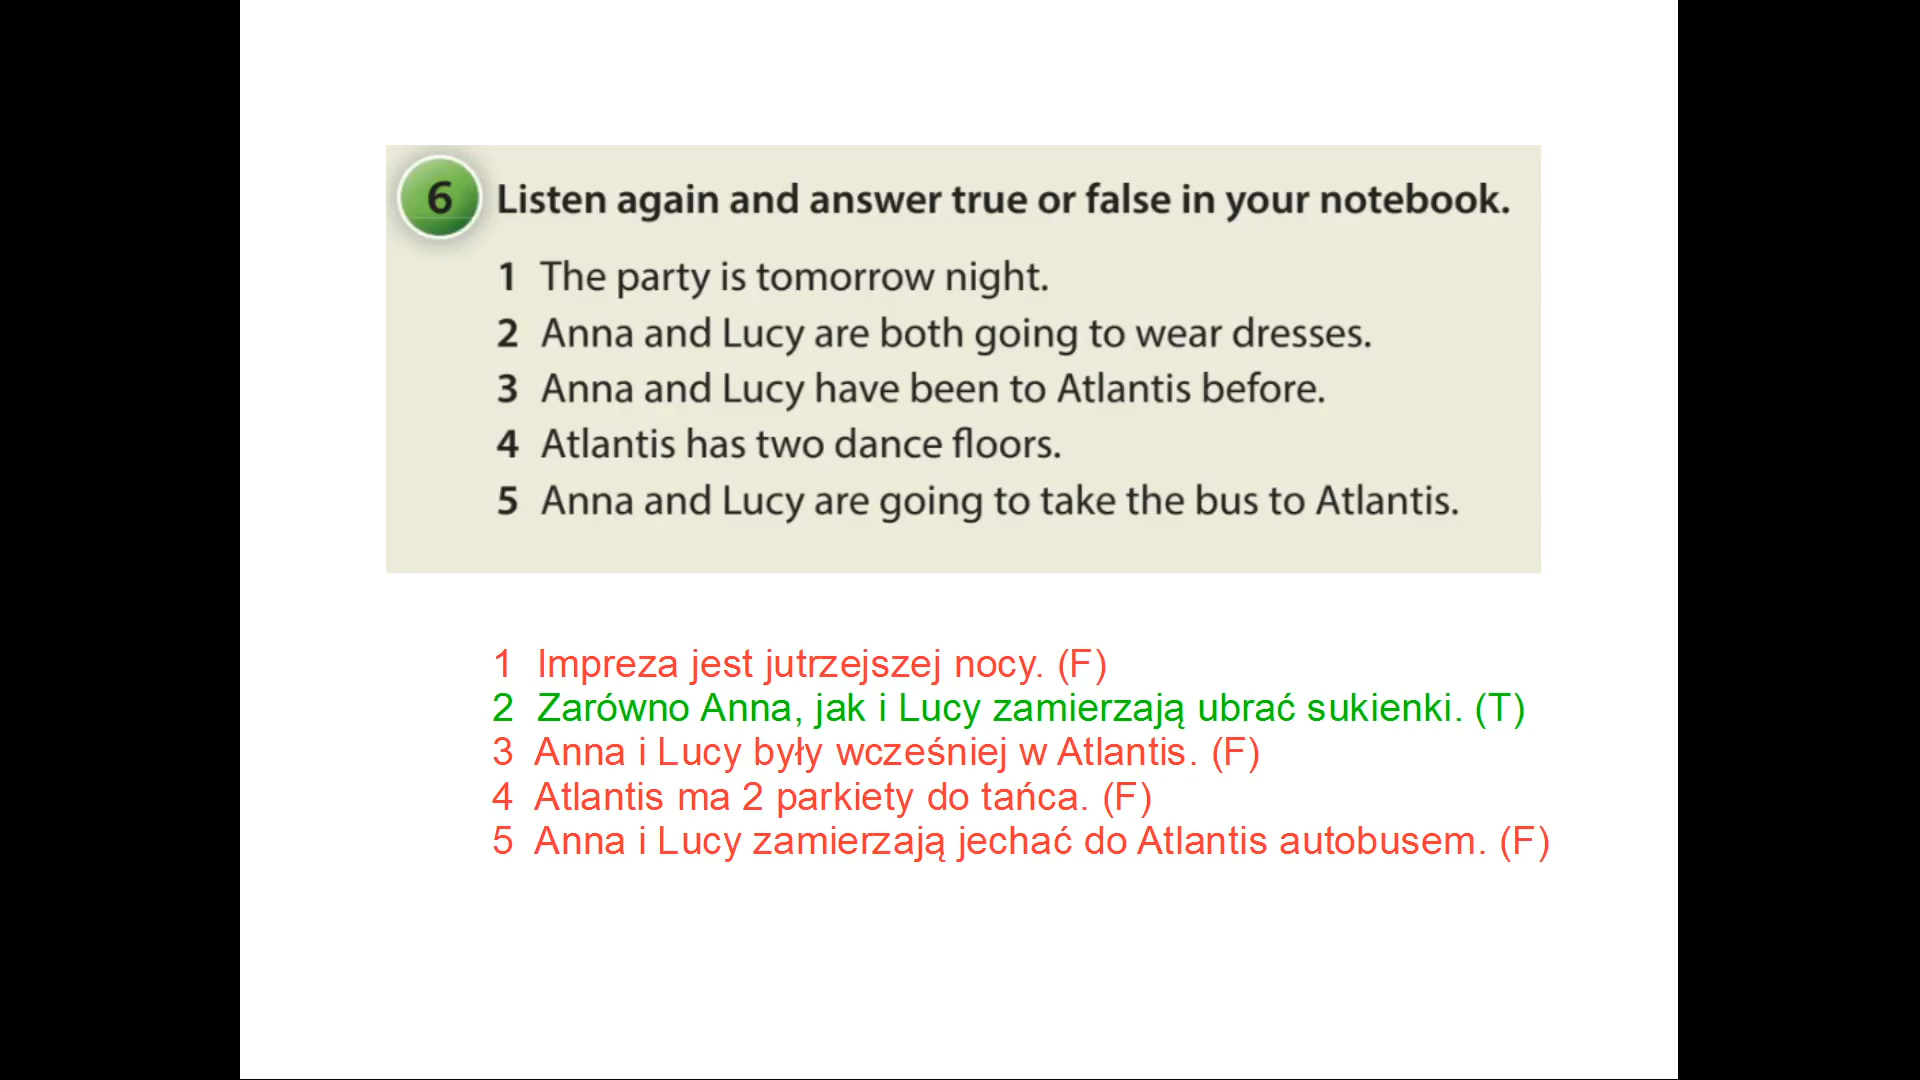 6 Listen again and answer true or false in your notebook.
1 The party is tomorrow night.
2 Anna and Lucy are both going to wear dresses.
3 Anna and Lucy have been to Atlantis before.
4 Atlantis has two dance floors.
5 Anna and Lucy are going to take the bus to Atlantis.
1 Impreza jest jutrzejszej nocy. (F)
2 Zarówno Anna, jak i Lucy zamierzają ubrać sukienki. (T)
3 Anna i Lucy były wcześniej w Atlantis. (F)
4 Atlantis ma 2 parkiety do tańca. (F)
5 Anna i Lucy zamierzają jechać do Atlantis autobusem. (F)